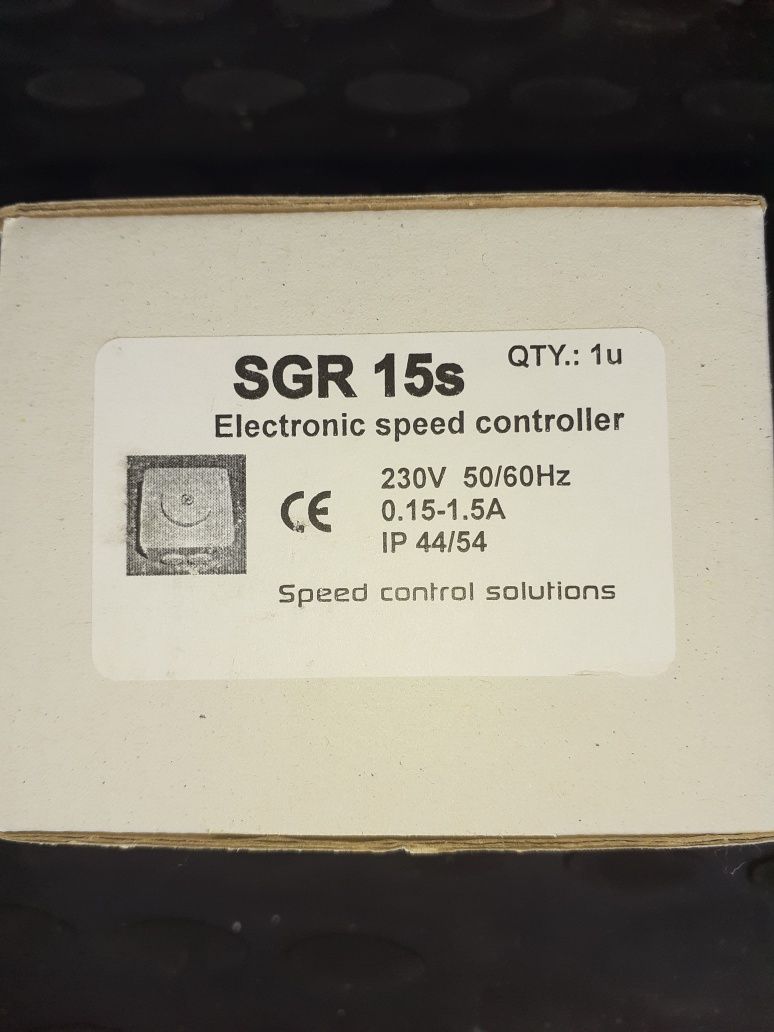 SGR 15s QTY.: 1u
Electronic speed controller
230V 50/60Hz
CE 0.15-1.5A
IP 44/54
Speed control solutions